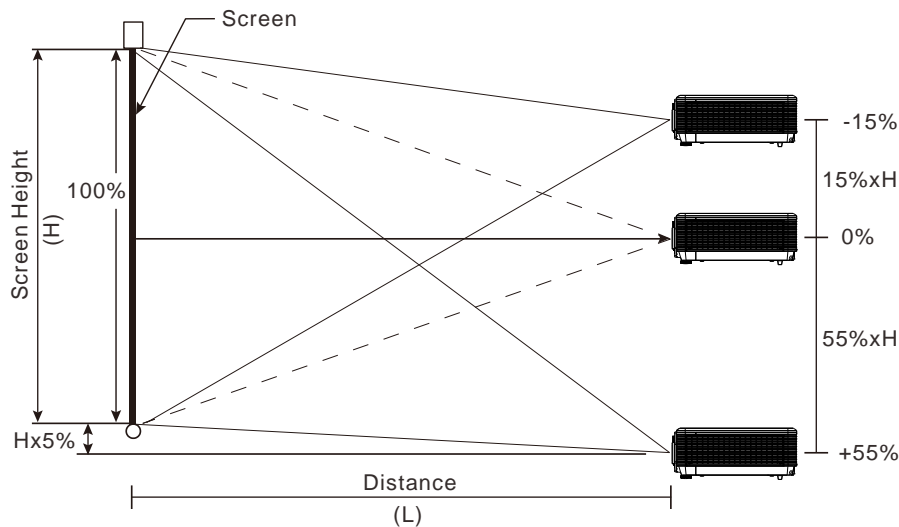 Screen
-15%
15%xH
100%
Screen Height
(H)
0%
55%xH
Hx5%
+55%
Distance
(L)